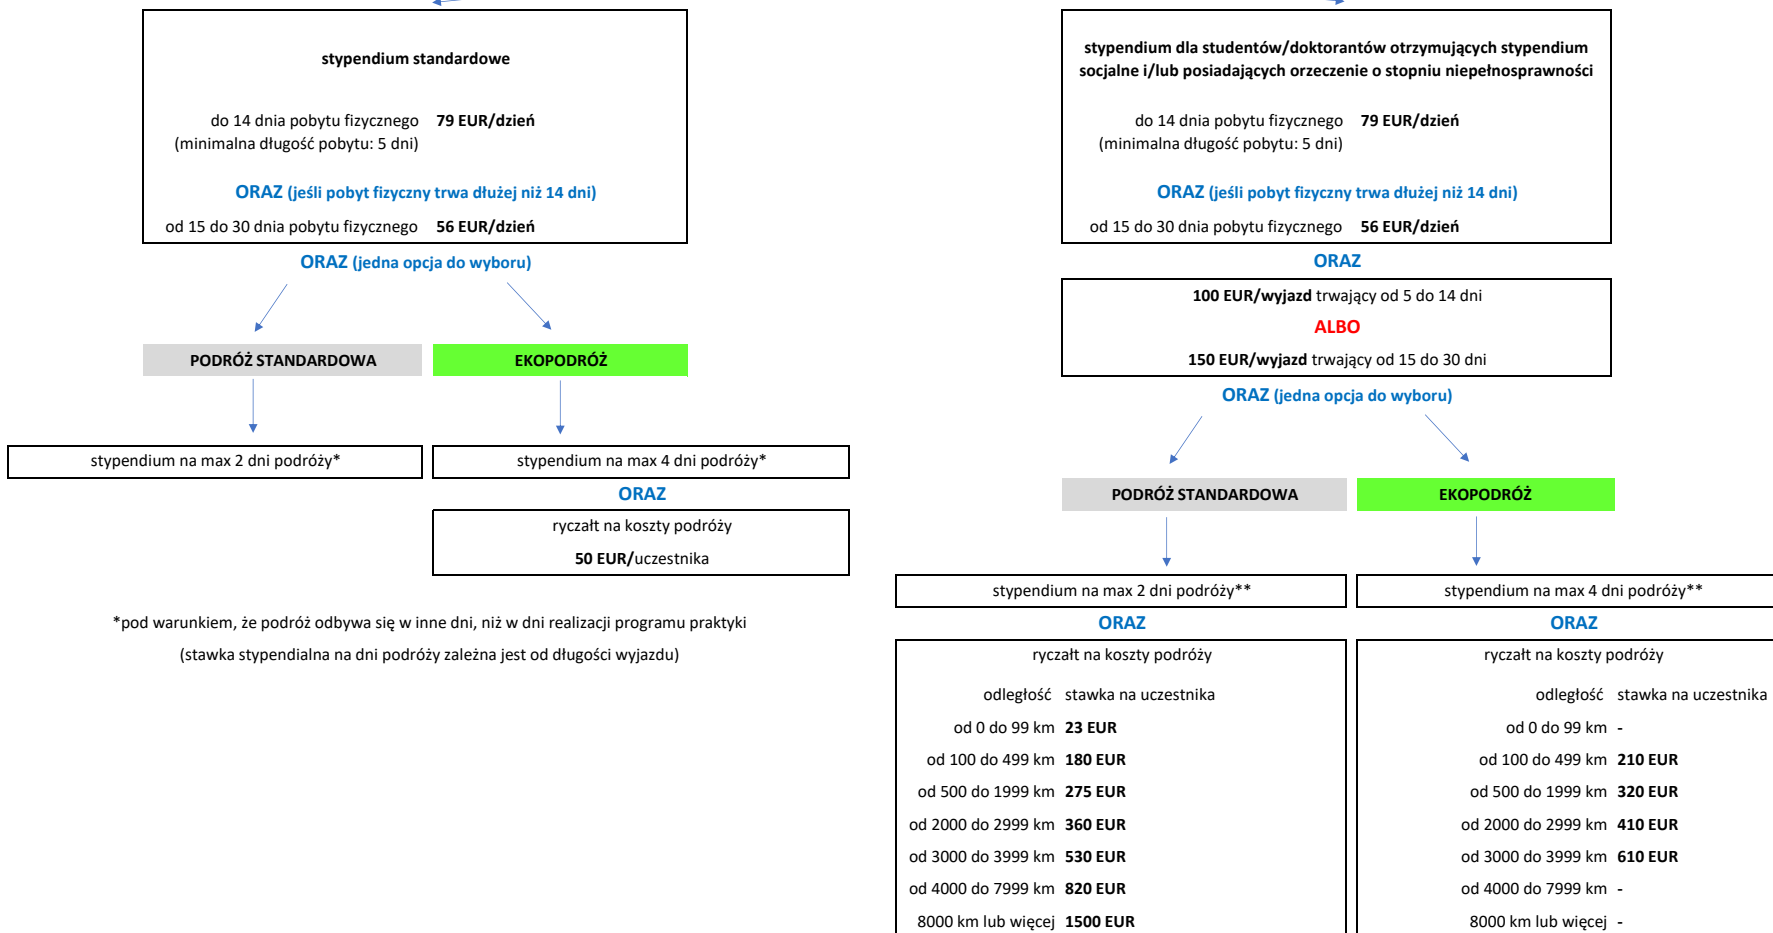 stypendium standardowe
do 14 dnia pobytu fizycznego 79 EUR/dzień
(minimalna długość pobytu: 5 dni)
ORAZ (jeśli pobyt fizyczny trwa dłużej niż 14 dni)
od 15 do 30 dnia pobytu fizycznego 56 EUR/dzień
ORAZ (jedna opcja do wyboru)
PODRÓŻ STANDARDOWA
EKOPODRÓŻ
stypendium na max 2 dni podróży*
stypendium na max 4 dni podróży*
ORAZ
ryczałt na koszty podróży
50 EUR/uczestnika
*pod warunkiem, że podróż odbywa się w inne dni, niż w dni realizacji programu praktyki
(stawka stypendialna na dni podróży zależna jest od długości wyjazdu)
stypendium dla studentów/doktorantów otrzymujących stypendium
socjalne i/lub posiadających orzeczenie o stopniu niepełnosprawności
do 14 dnia pobytu fizycznego 79 EUR/dzień
(minimalna długość pobytu: 5 dni)
ORAZ (jeśli pobyt fizyczny trwa dłużej niż 14 dni)
od 15 do 30 dnia pobytu fizycznego 56 EUR/dzień
ORAZ
100 EUR/wyjazd trwający od 5 do 14 dni
ALBO
150 EUR/wyjazd trwający od 15 do 30 dni
ORAZ (jedna opcja do wyboru)
PODRÓŻ STANDARDOWA
EKOPODRÓŻ
stypendium na max 2 dni podróży**
ORAZ
ryczałt na koszty podróży
odległość stawka na uczestnika
od 0 do 99 km 23 EUR
od 100 do 499 km 180 EUR
od 500 do 1999 km 275 EUR
od 2000 do 2999 km 360 EUR
od 3000 do 3999 km 530 EUR
od 4000 do 7999 km 820 EUR
8000 km lub więcej 1500 EUR
stypendium na max 4 dni podróży**
ORAZ
ryczałt na koszty podróży
odległość stawka na uczestnika
od 0 do 99 km -
od 100 do 499 km 210 EUR
od 500 do 1999 km 320 EUR
od 2000 do 2999 km 410 EUR
od 3000 do 3999 km 610 EUR
od 4000 do 7999 km -
8000 km lub więcej -